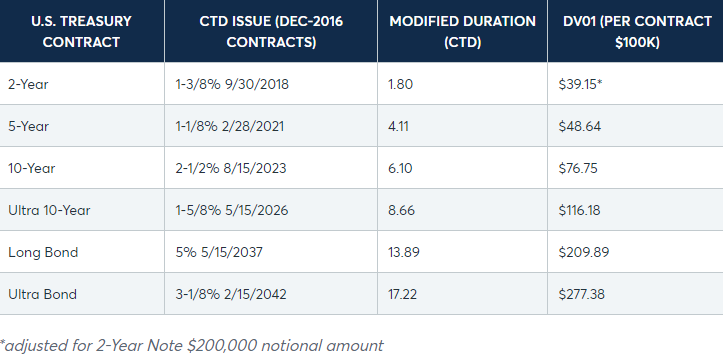 U.S. TREASURY CONTRACT CTD ISSUE (DEC-2016 CONTRACTS) MODIFIED DURATION (CTD) DV01 (PER CONTRACT $100K)
2-Year 1-3/8% 9/30/2018 1.80 $39.15*
5-Year 1-1/8% 2/28/2021 4.11 $48.64
10-Year 2-1/2% 8/15/2023 6.10 $76.75
Ultra 10-Year 1-5/8% 5/15/2026 8.66 $116.18
Long Bond 5% 5/15/2037 13.89 $209.89
Ultra Bond 3-1/8% 2/15/2042 17.22 $277.38
*adjusted for 2-Year Note $200,000 notional amount